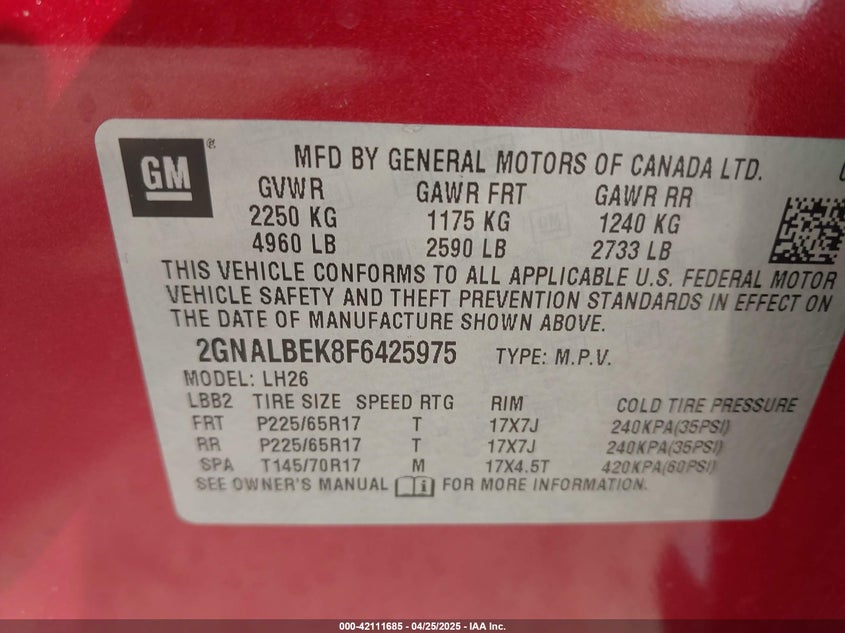 GM®
MFD BY GENERAL MOTORS OF CANADA LTD.
GVWR GAWR FRT GAWR RR
2250 KG 1175 KG 1240 KG
4960 LB 2590 LB 2733 LB
THIS VEHICLE CONFORMS TO ALL APPLICABLE U.S. FEDERAL MOTOR
VEHICLE SAFETY AND THEFT PREVENTION STANDARDS IN EFFECT ON
THE DATE OF MANUFACTURE SHOWN ABOVE.
2GNALBEK8F6425975 TYPE: M.P.V.
MODEL: LH26
LBB2 TIRE SIZE SPEED RTG RIM COLD TIRE PRESSURE
FRT P225/65R17 T 17X7J 240KPA(35PSI)
RR P225/65R17 T 17X7J 240KPA(35PSI)
SPA T145/70R17 M 17X4.5T 420KPA(60PSI)
SEE OWNER'S MANUAL FOR MORE INFORMATION.
000-42111685 - 04/25/2025 - IAA Inc.